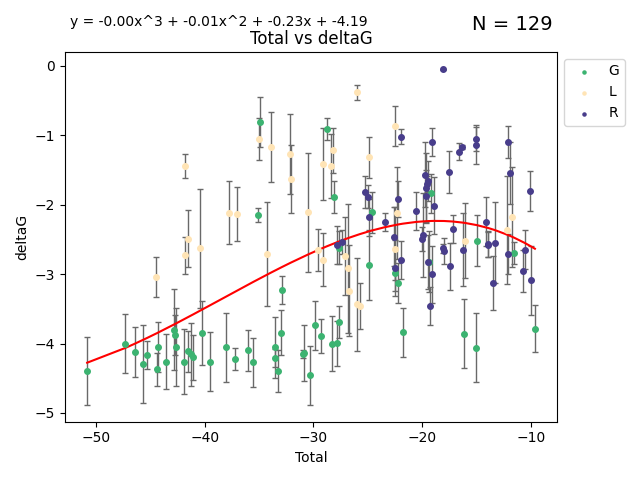 y = -0.00x^3 + -0.01x^2 + -0.23x + -4.19
N = 129
Total vs deltaG
G
L
R
0
−1
−2
−3
−4
−5
deltaG
−50 −40 −30 −20 −10
Total